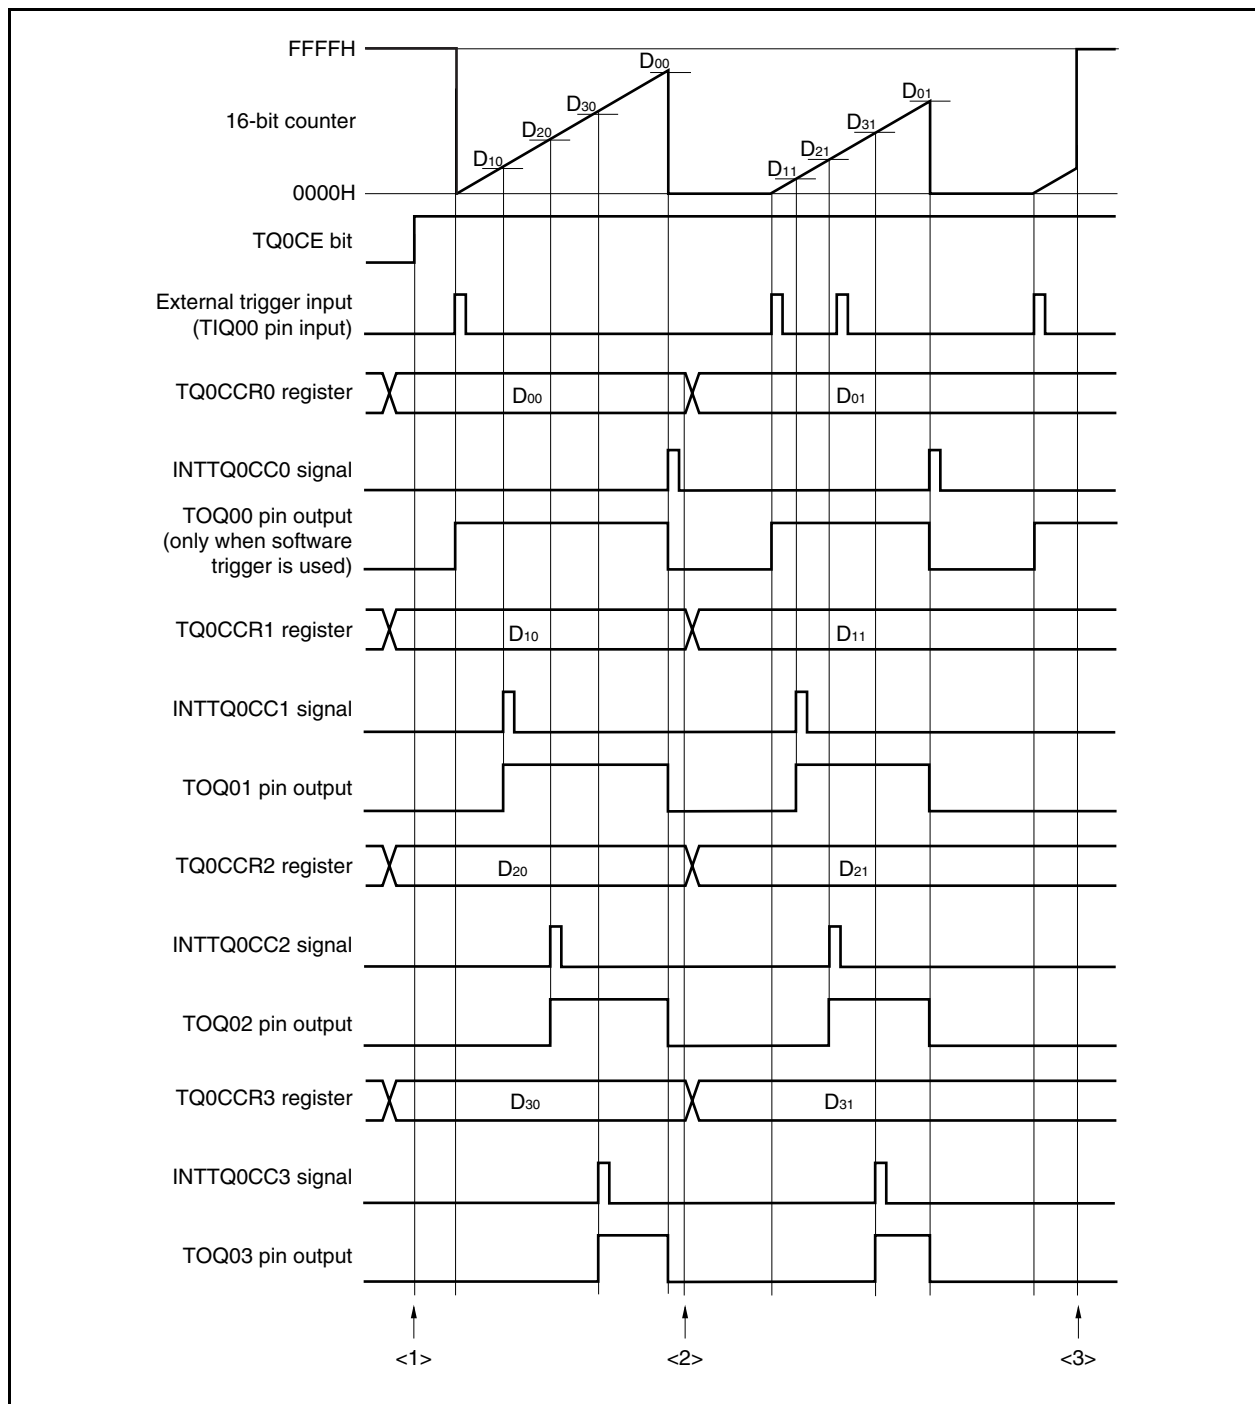 FFFFH
D00
D01
D30
D31
16-bit counter
D20
D21
D10
D11
0000H
TQ0CE bit
External trigger input
(TIQ00 pin input)
TQ0CCR0 register
D00
D01
INTTQ0CC0 signal
TOQ00 pin output
(only when software
trigger is used)
TQ0CCR1 register
D10
D11
INTTQ0CC1 signal
TOQ01 pin output
TQ0CCR2 register
D20
D21
INTTQ0CC2 signal
TOQ02 pin output
TQ0CCR3 register
D30
D31
INTTQ0CC3 signal
TOQ03 pin output
<1>
<2>
<3>